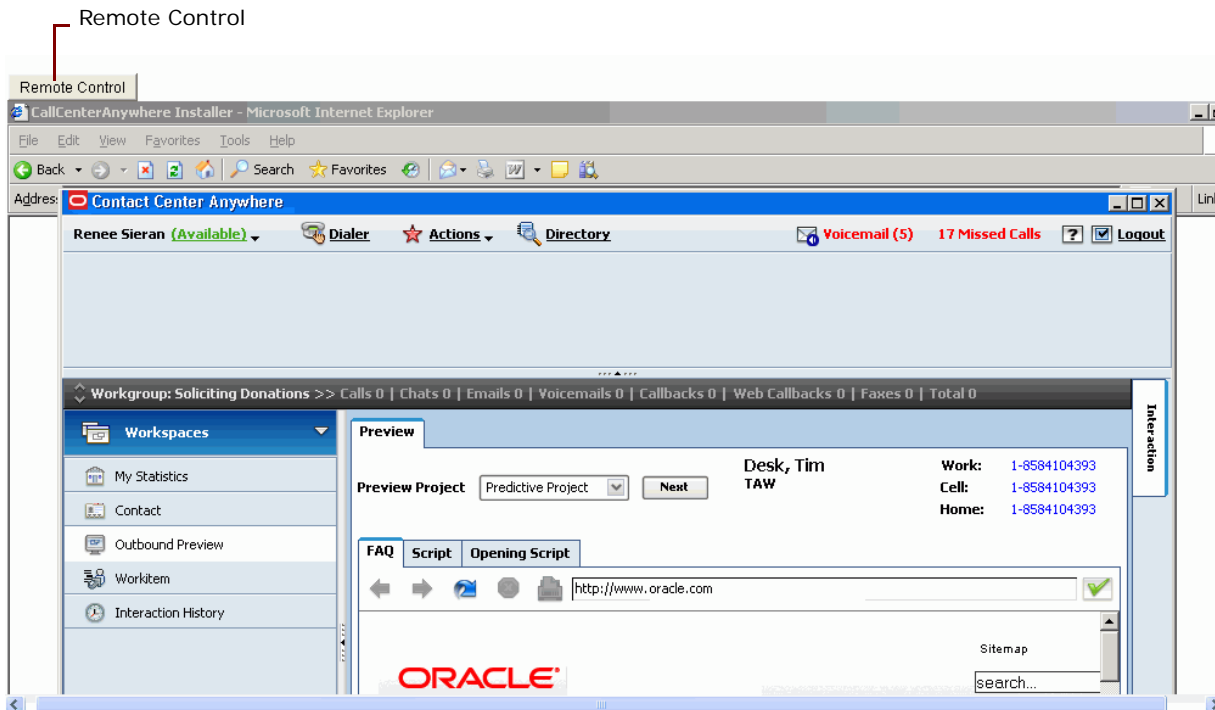 Remote Control
Remote Control
CallCenterAnywhere Installer - Microsoft Internet Explorer
File Edit View Favorites Tools Help
Back Search Favorites
Addres: Contact Center Anywhere Lin
Renee Sieran (Available) Dialer Actions Directory Voicemail (5) 17 Missed Calls ? Logout
Workgroup: Soliciting Donations >> Calls 0 | Chats 0 | Emails 0 | Voicemails 0 | Callbacks 0 | Web Callbacks 0 | Faxes 0 | Total 0
Interaction
Workspaces
My Statistics
Contact
Outbound Preview
Workitem
Interaction History
Preview
Preview Project Predictive Project Next
Desk, Tim
TAW
Work: 1-8584104393
Cell: 1-8584104393
Home: 1-8584104393
FAQ Script Opening Script
http://www.oracle.com
Sitemap
ORACLE
search...